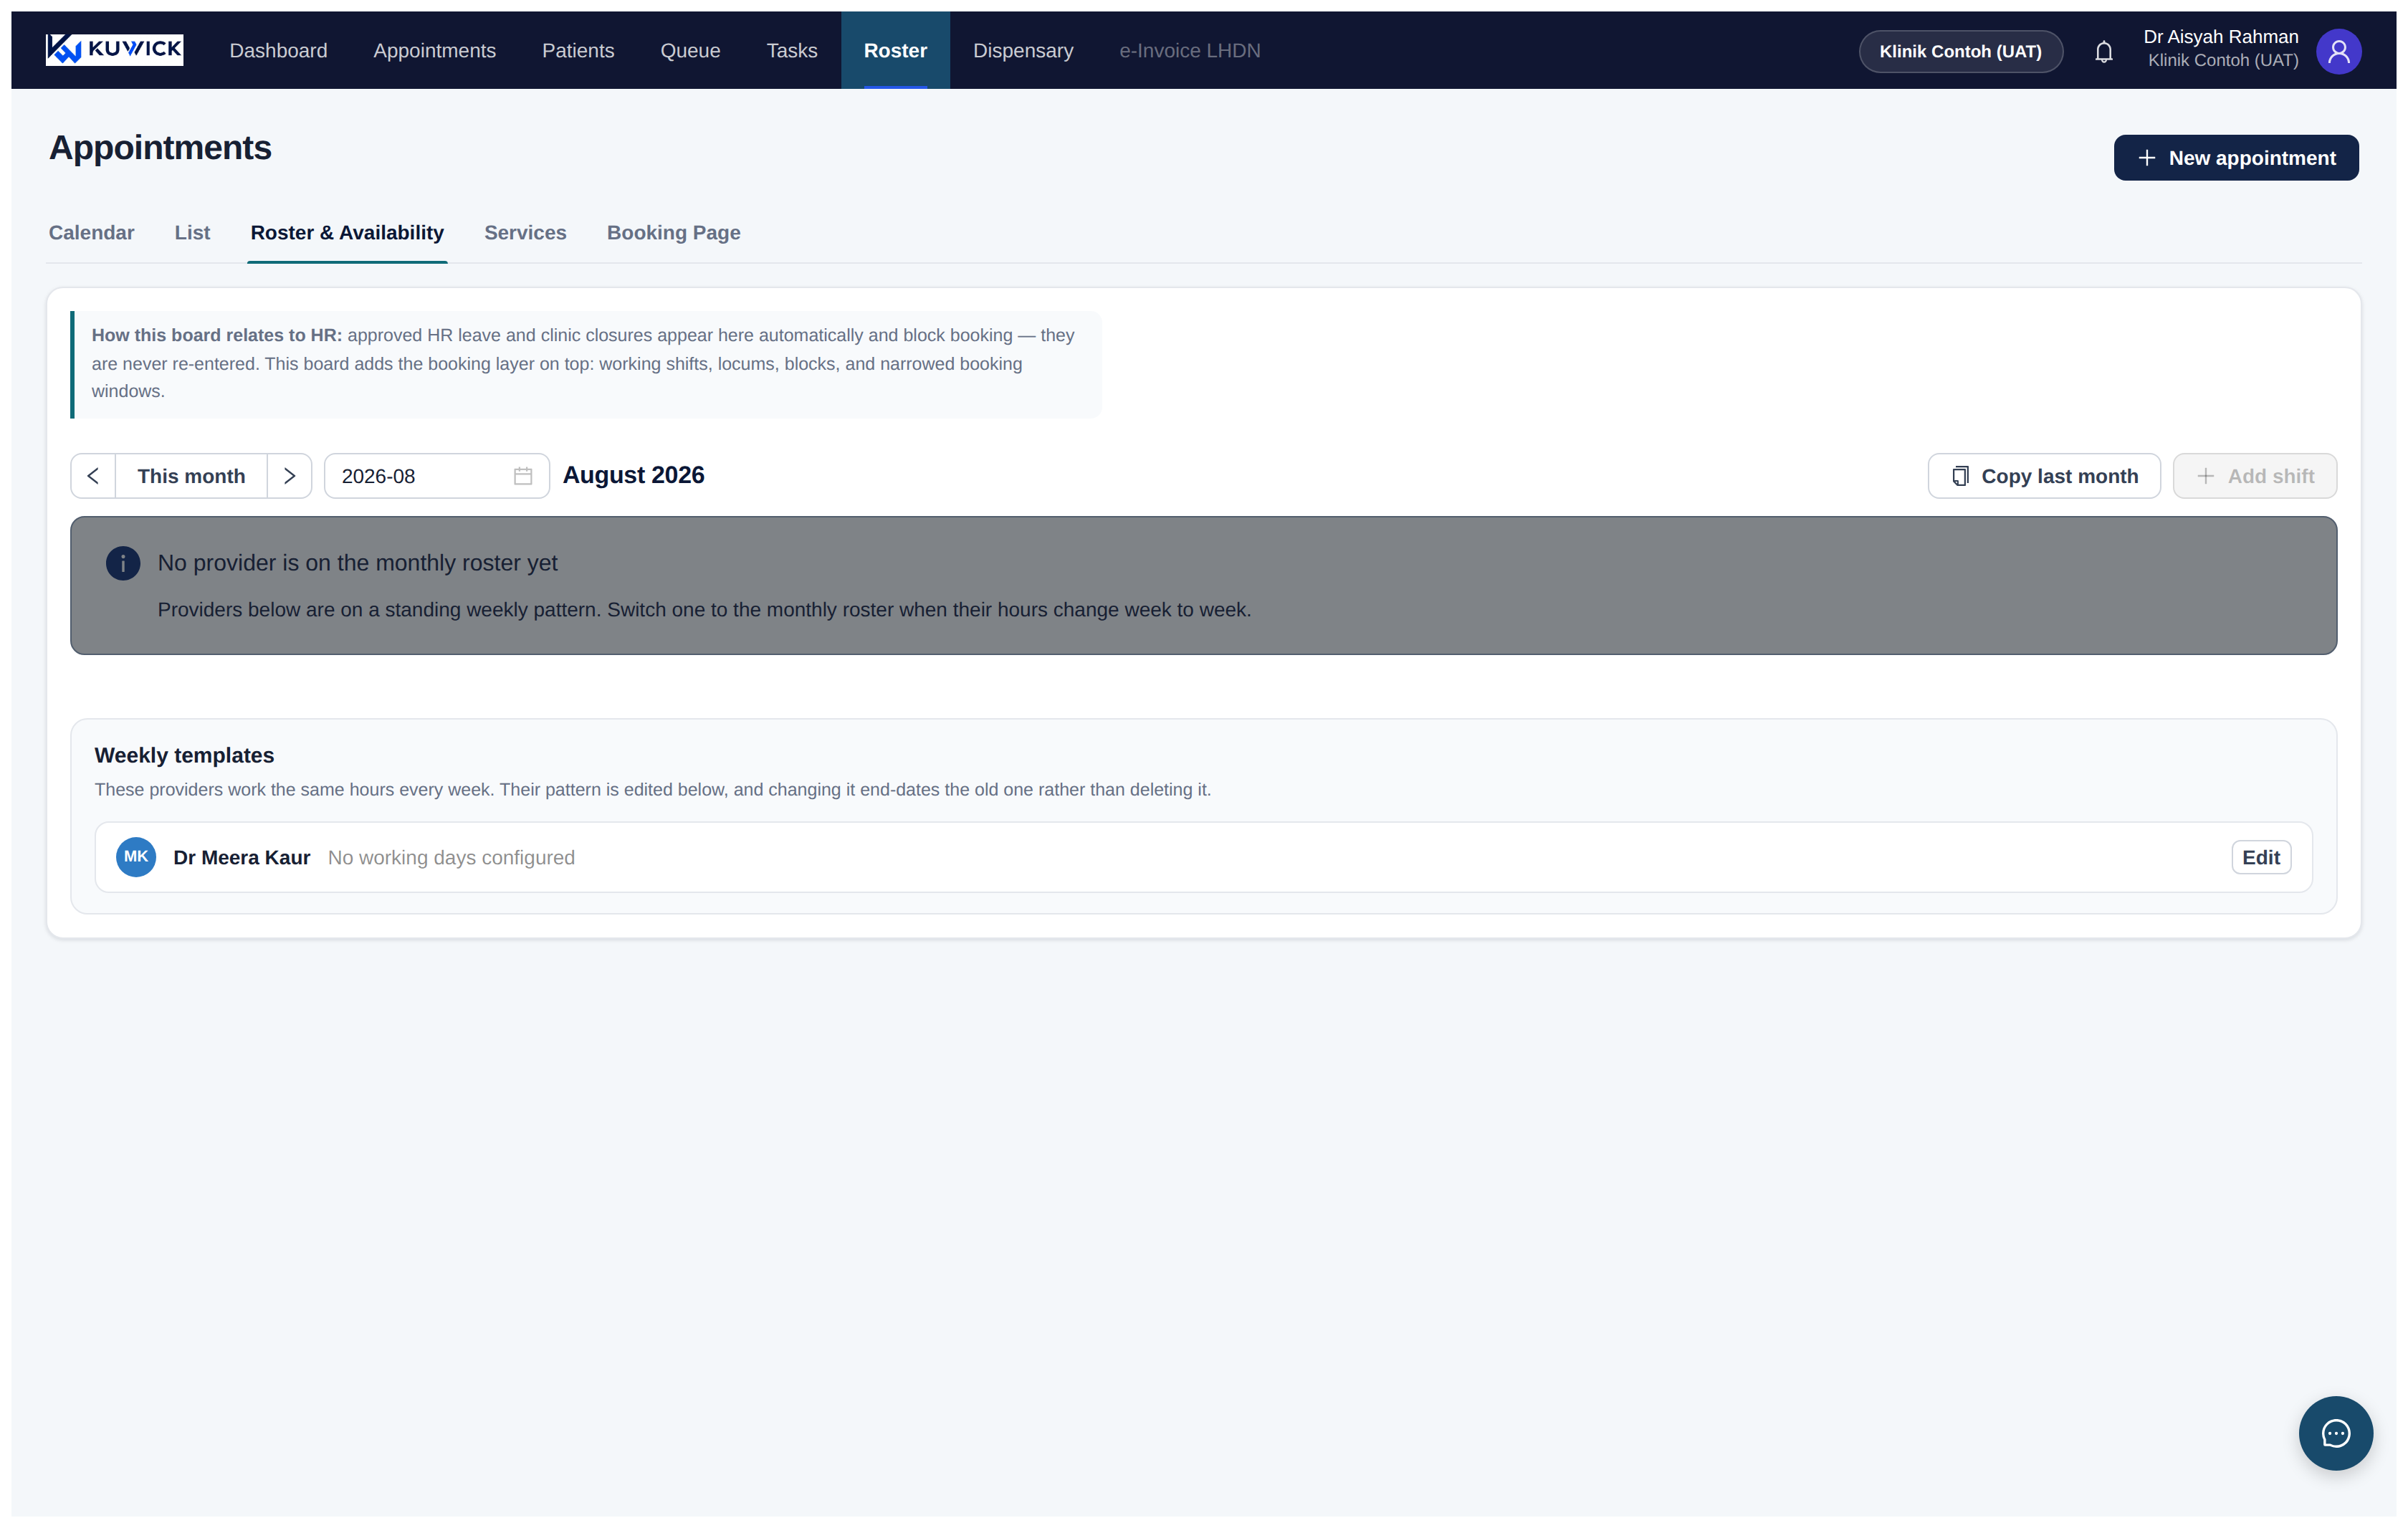 KUWICK
Dashboard
Appointments
Patients
Queue
Tasks
Roster
Dispensary
e-Invoice LHDN
Klinik Contoh (UAT)
Dr Aisyah Rahman
Klinik Contoh (UAT)
Appointments
New appointment
Calendar
List
Roster & Availability
Services
Booking Page
How this board relates to HR: approved HR leave and clinic closures appear here automatically and block booking — they
are never re-entered. This board adds the booking layer on top: working shifts, locums, blocks, and narrowed booking
windows.
This month
2026-08
August 2026
Copy last month
Add shift
No provider is on the monthly roster yet
Providers below are on a standing weekly pattern. Switch one to the monthly roster when their hours change week to week.
Weekly templates
These providers work the same hours every week. Their pattern is edited below, and changing it end-dates the old one rather than deleting it.
MK
Dr Meera Kaur
No working days configured
Edit